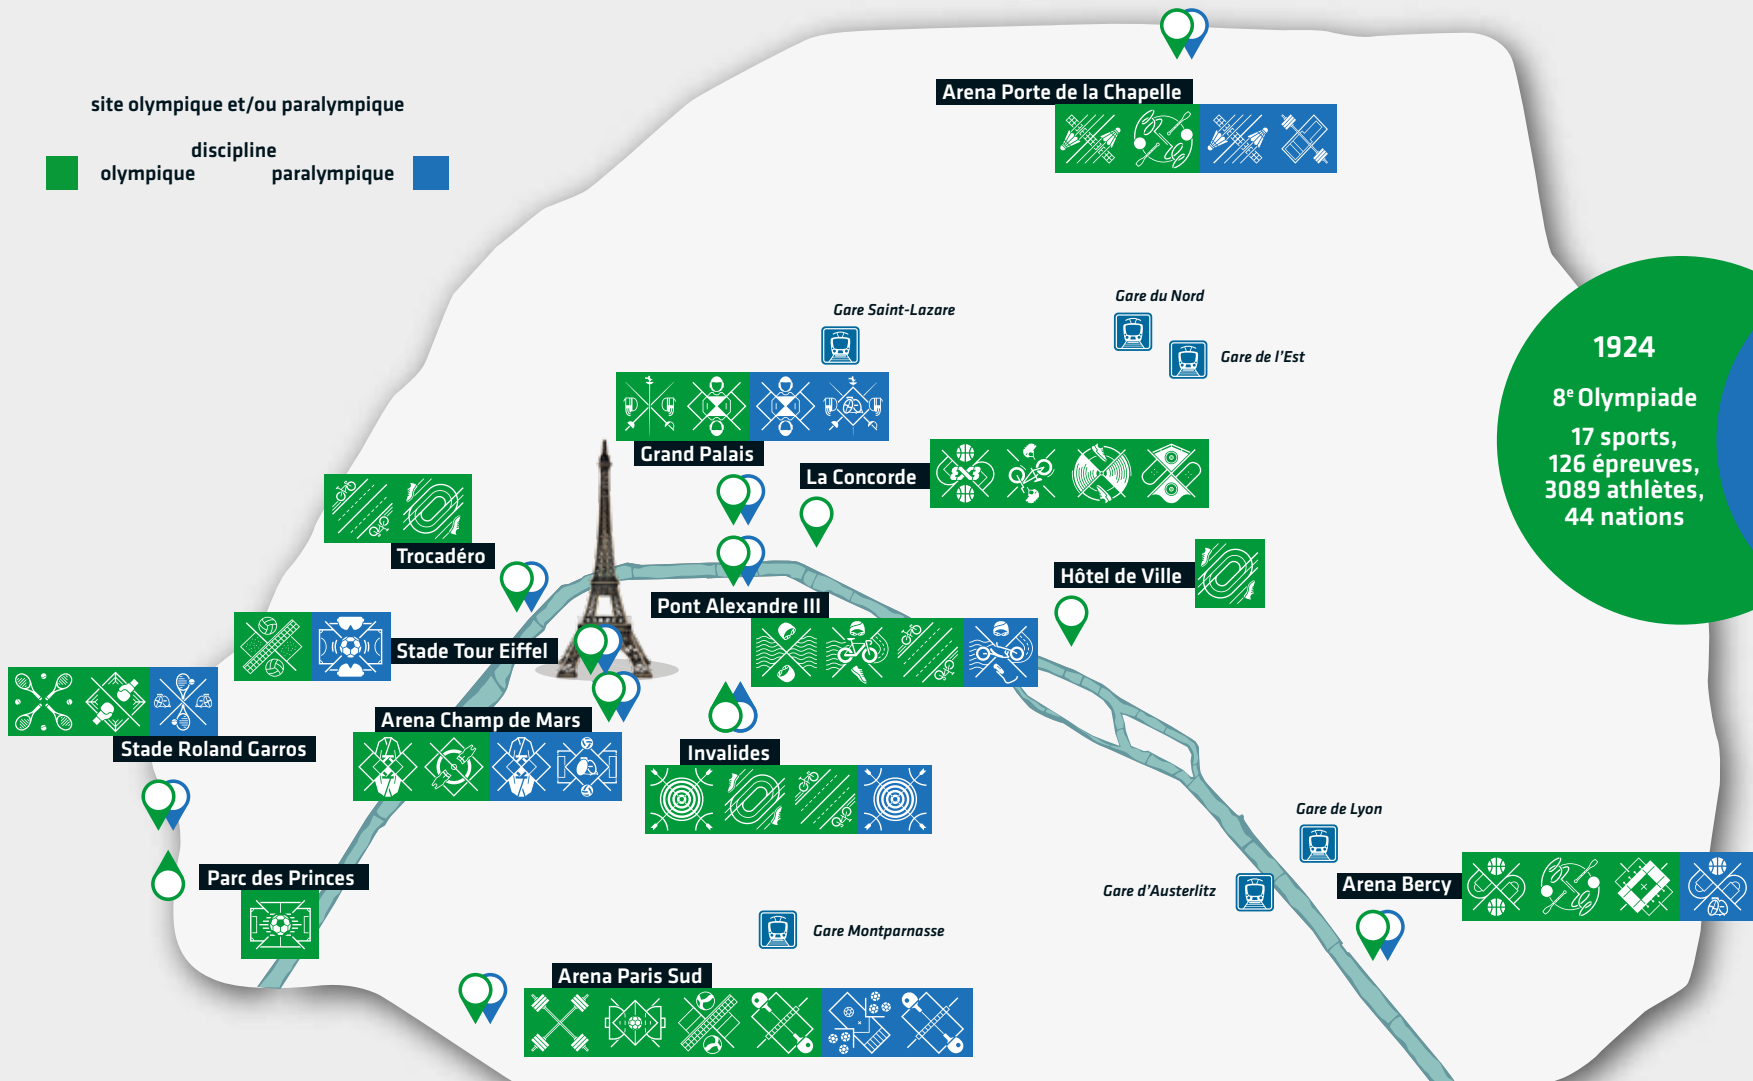 Arena Porte de la Chapelle
site olympique et/ou paralympique
discipline
olympique
paralympique
Gare du Nord
Gare Saint-Lazare
Gare de l'Est
1924
8e Olympiade
17 sports,
126 épreuves,
3089 athlètes,
44 nations
Grand Palais
La Concorde
3X3
Trocadéro
Hôtel de Ville
Pont Alexandre III
Stade Tour Eiffel
Arena Champ de Mars
Stade Roland Garros
Invalides
Gare de Lyon
Parc des Princes
Gare d'Austerlitz
Arena Bercy
Gare Montparnasse
Arena Paris Sud